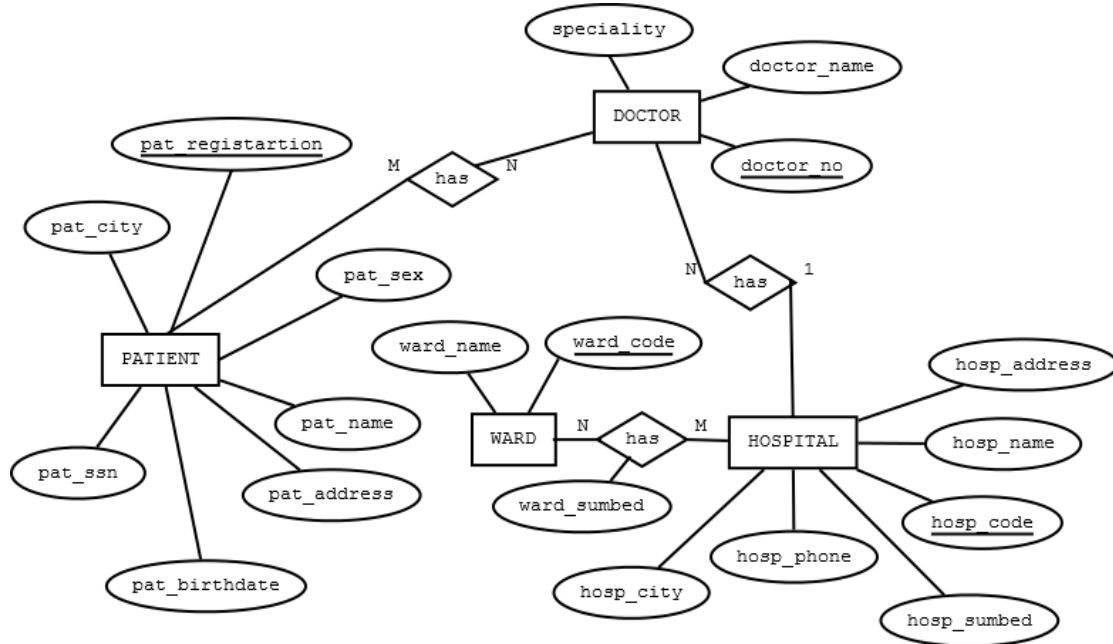 speciality
doctor_name
DOCTOR
pat_registartion
M
has
N
doctor_no
pat_city
pat_sex
N
has
1
PATIENT
ward_name
ward_code
hosp_address
pat_name
WARD
N
has
M
HOSPITAL
hosp_name
pat_ssn
pat_address
ward_sumbed
hosp_code
hosp_phone
pat_birthdate
hosp_city
hosp_sumbed